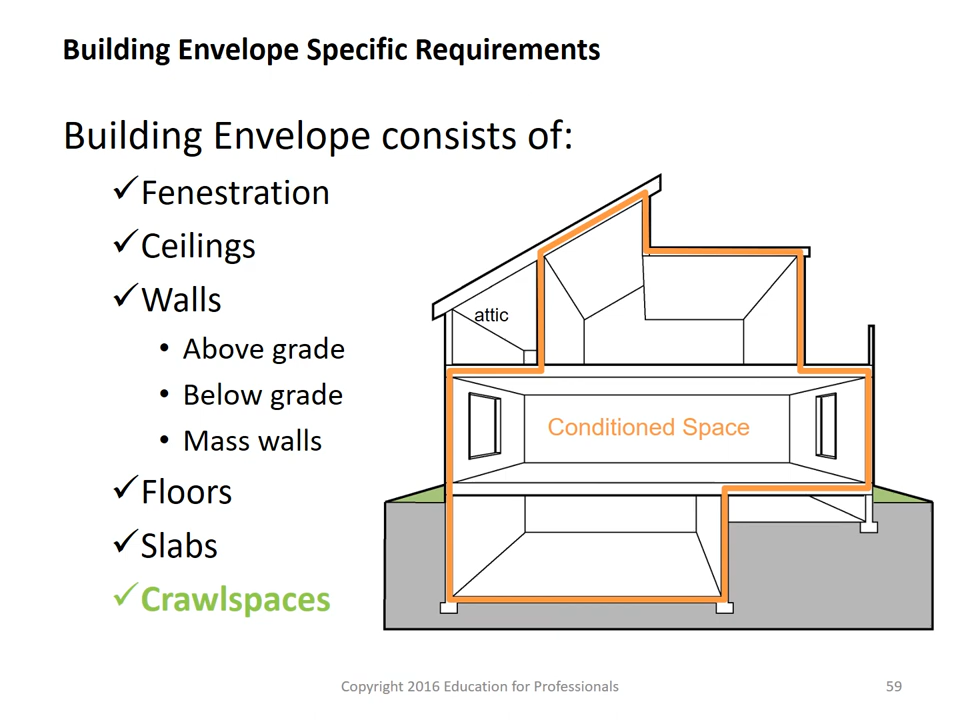 Building Envelope Specific Requirements
Building Envelope consists of:
✓Fenestration
✓Ceilings
✓Walls
• Above grade
• Below grade
• Mass walls
✓Floors
✓Slabs
✓Crawlspaces
attic
Conditioned Space
Copyright 2016 Education for Professionals
59